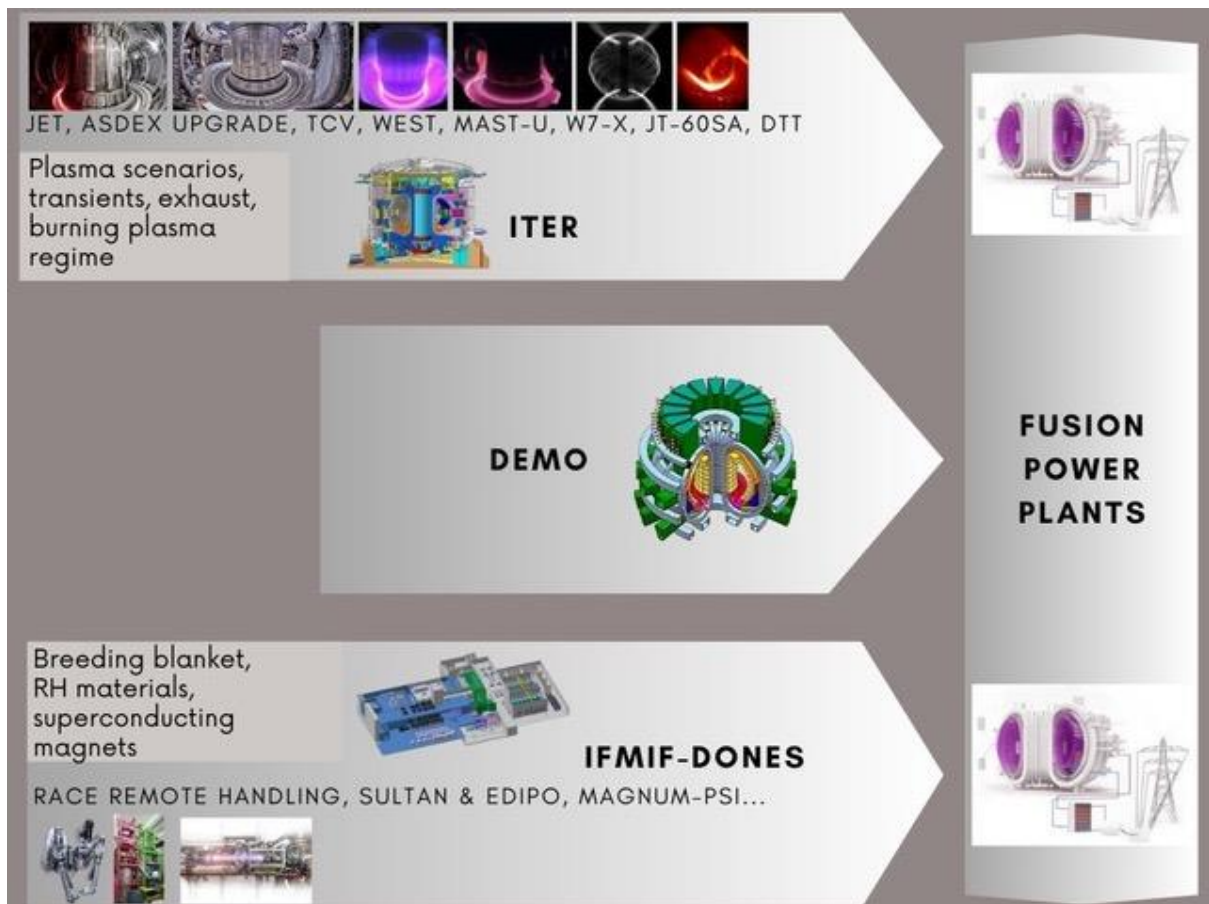 JET, ASDEX UPGRADE, TCV, WEST, MAST-U, W7-X, JT-60SA, DTT
Plasma scenarios,
transients, exhaust,
burning plasma
regime
ITER
DEMO
FUSION
POWER
PLANTS
Breeding blanket,
RH materials,
superconducting
magnets
IFMIF-DONES
RACE REMOTE HANDLING, SULTAN & EDIPO, MAGNUM-PSI...